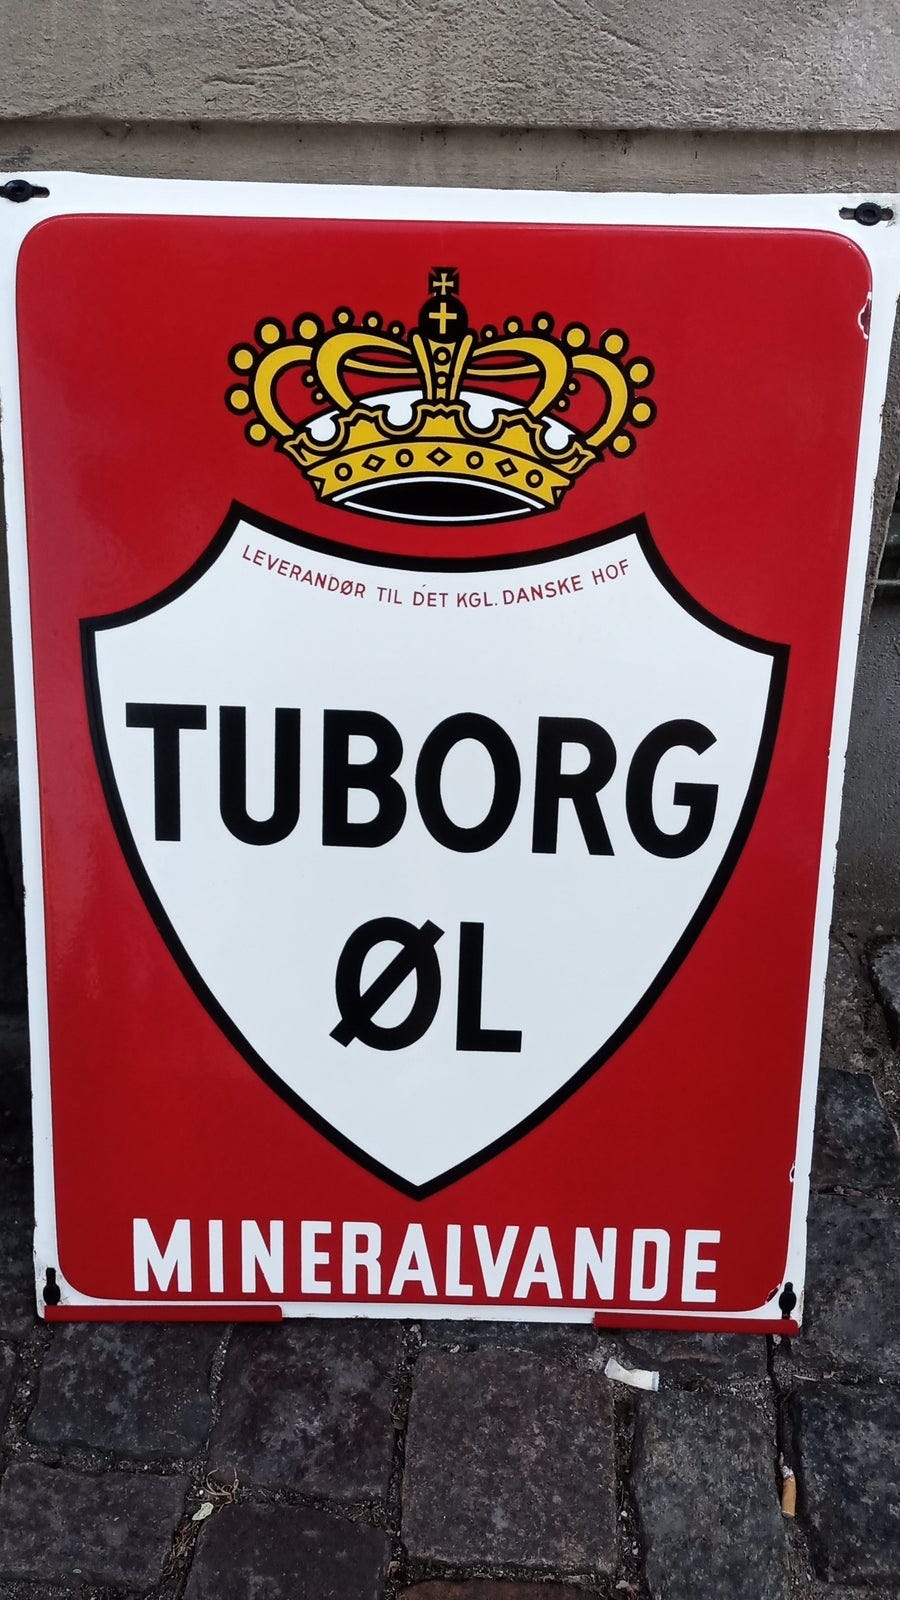 LEVERANDØR TIL DET KGL. DANSKE HOF
TUBORG
ØL
MINERALVANDE